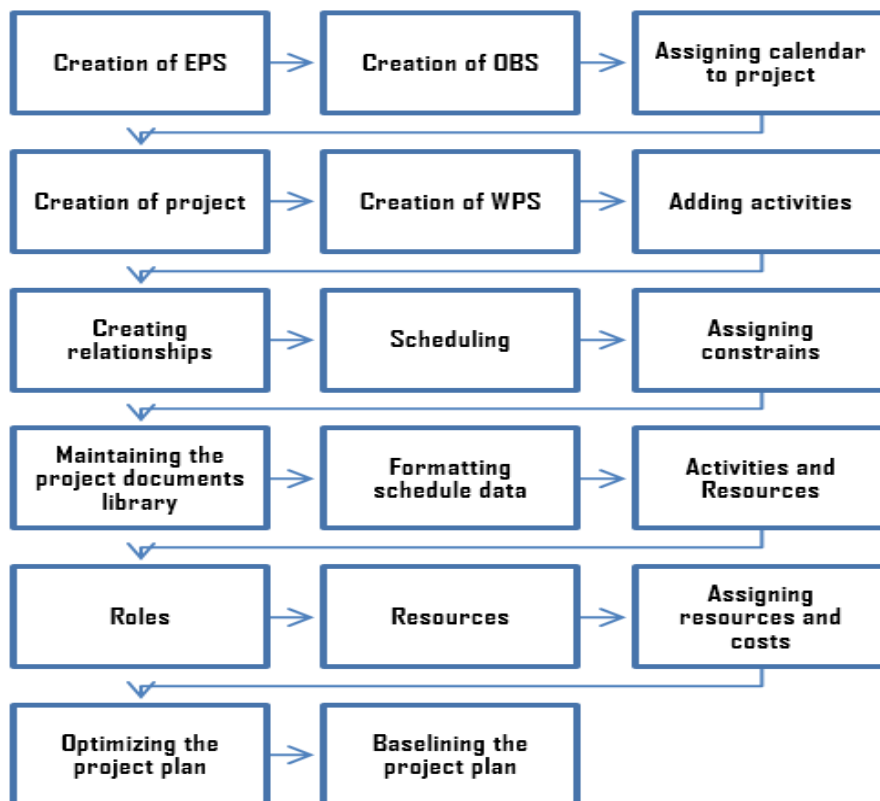 Creation of EPS
Creation of OBS
Assigning calendar
to project
Creation of project
Creation of WPS
Adding activities
Creating
relationships
Scheduling
Assigning
constrains
Maintaining the
project documents
library
Formatting
schedule data
Activities and
Resources
Roles
Resources
Assigning
resources and
costs
Optimizing the
project plan
Baselining the
project plan